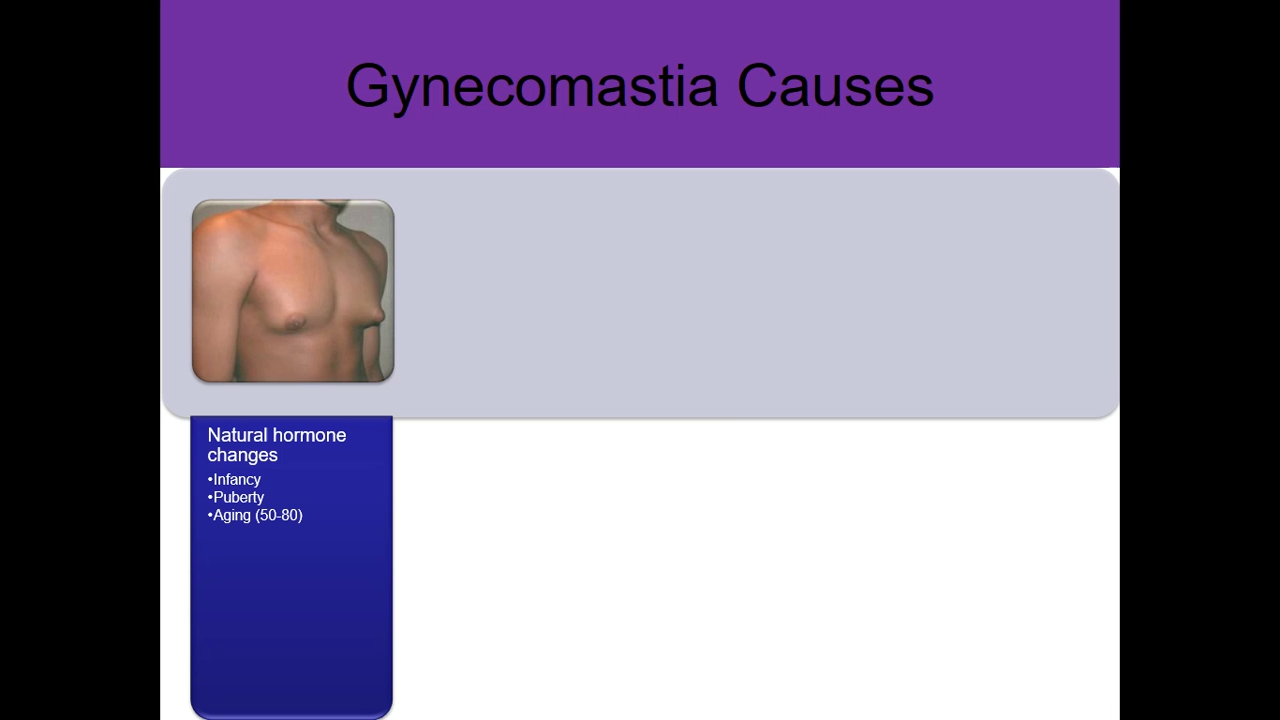 Gynecomastia Causes
Natural hormone
changes
•Infancy
•Puberty
•Aging (50-80)